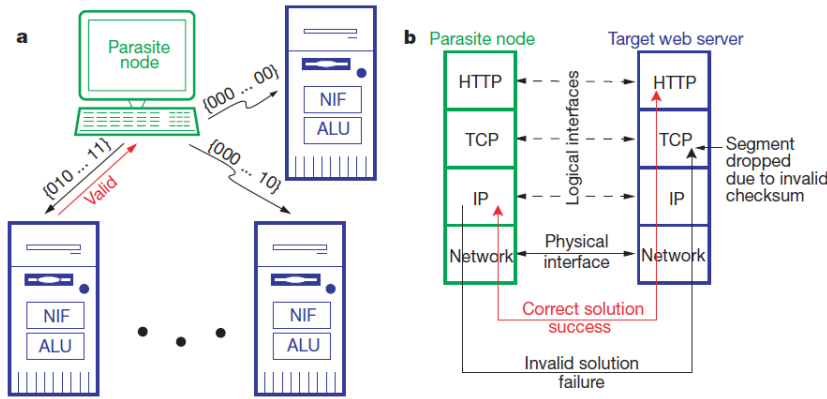 a
Parasite
node
{000 ... 00}
NIF
ALU
{000 ... 10}
{010 ... 11}
Valid
NIF
ALU
NIF
ALU
b
Parasite node
Target web server
HTTP
HTTP
TCP
TCP
Logical interfaces
Segment
dropped
due to invalid
checksum
IP
IP
Network
Physical
interface
Network
Correct solution
success
Invalid solution
failure